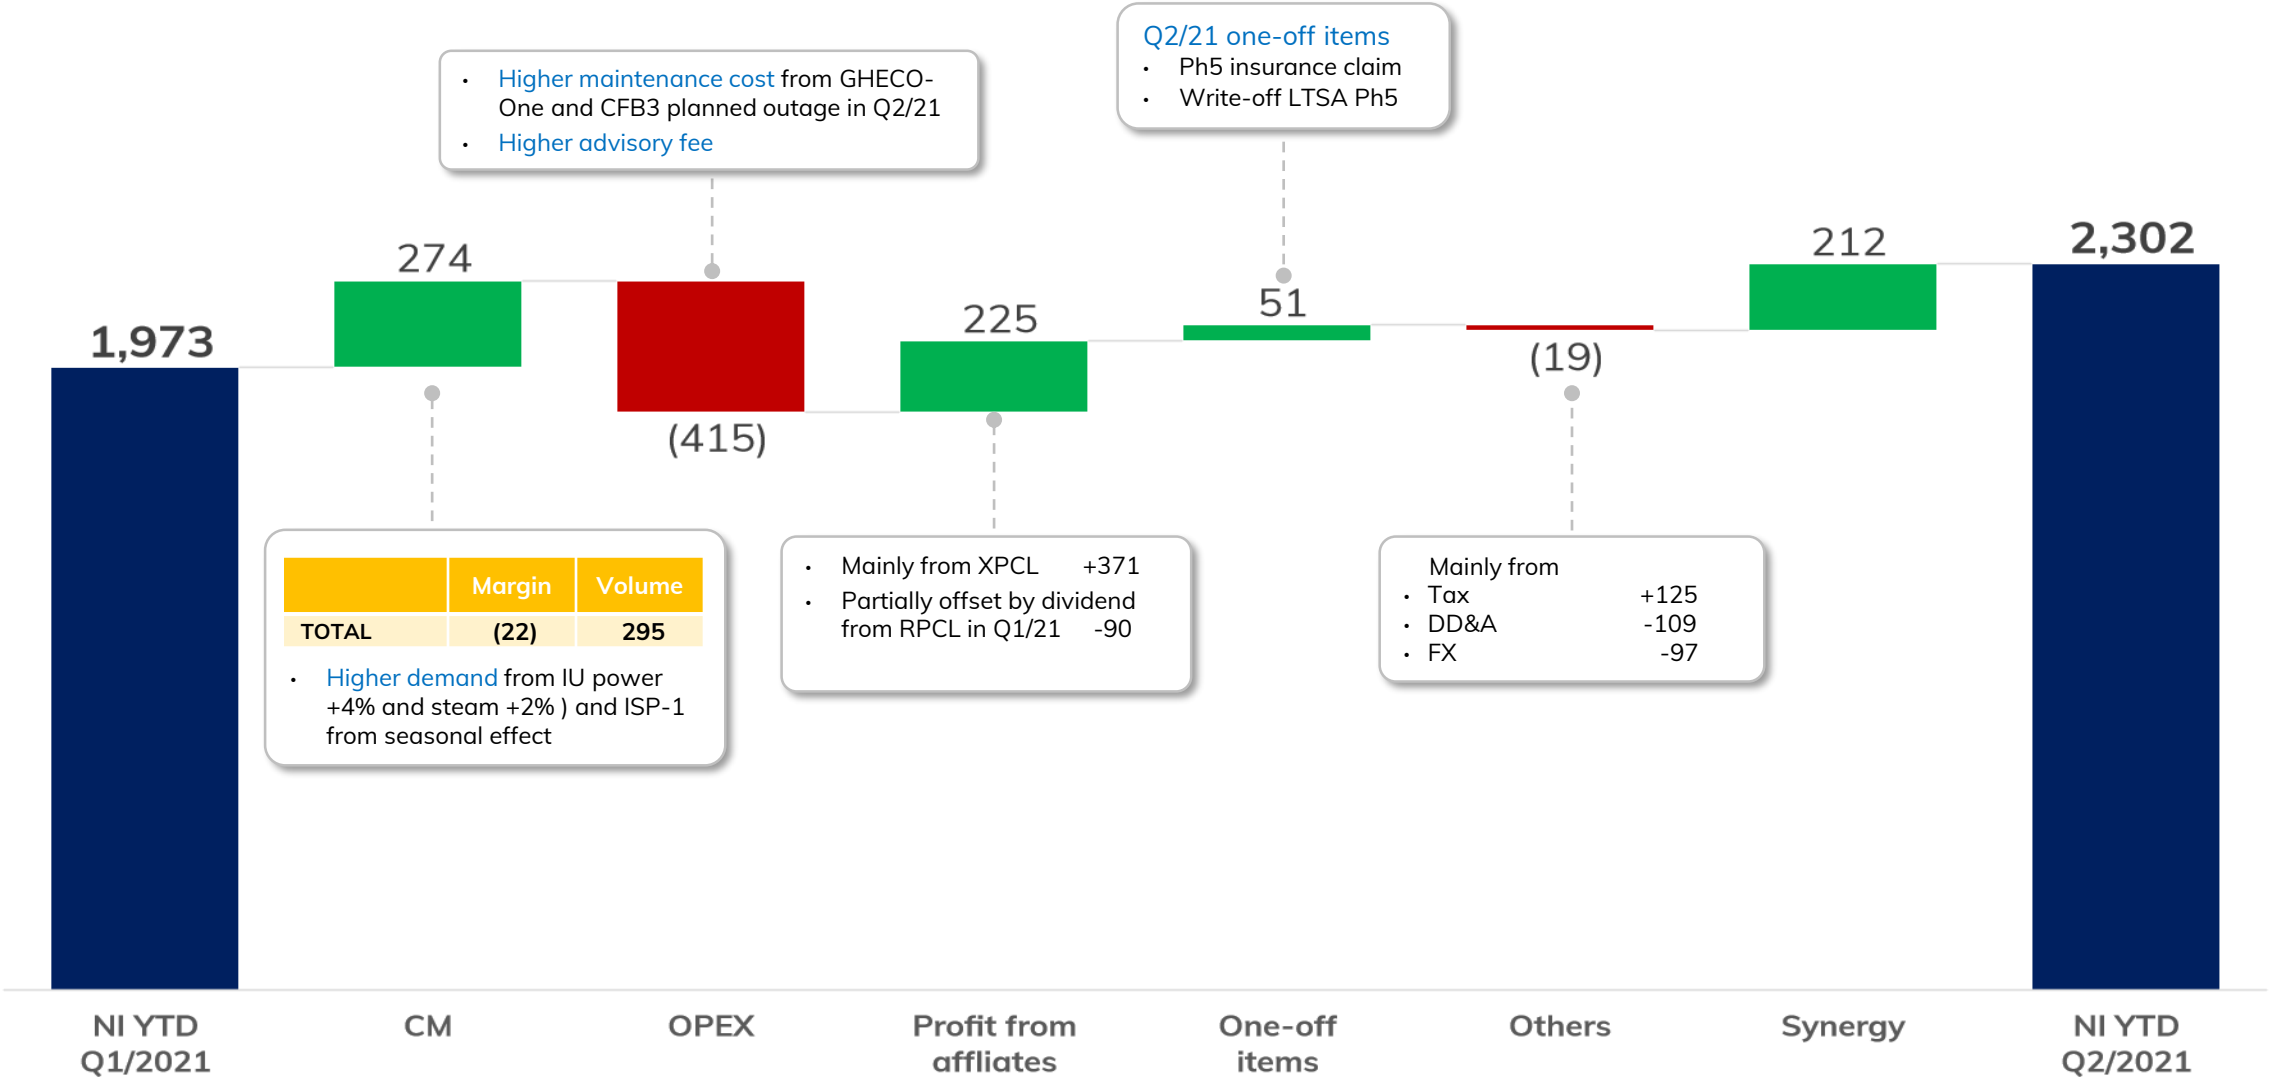 Q2/21 one-off items
• Ph5 insurance claim
• Write-off LTSA Ph5
• Higher maintenance cost from GHECO-
One and CFB3 planned outage in Q2/21
• Higher advisory fee
1,973
274
(415)
225
51
(19)
212
2,302
Margin Volume
TOTAL (22) 295
• Higher demand from IU power
+4% and steam +2% ) and ISP-1
from seasonal effect
• Mainly from XPCL +371
• Partially offset by dividend
from RPCL in Q1/21 -90
Mainly from
• Tax +125
• DD&A -109
• FX -97
NI YTD
Q1/2021
CM
OPEX
Profit from
affliates
One-off
items
Others
Synergy
NI YTD
Q2/2021